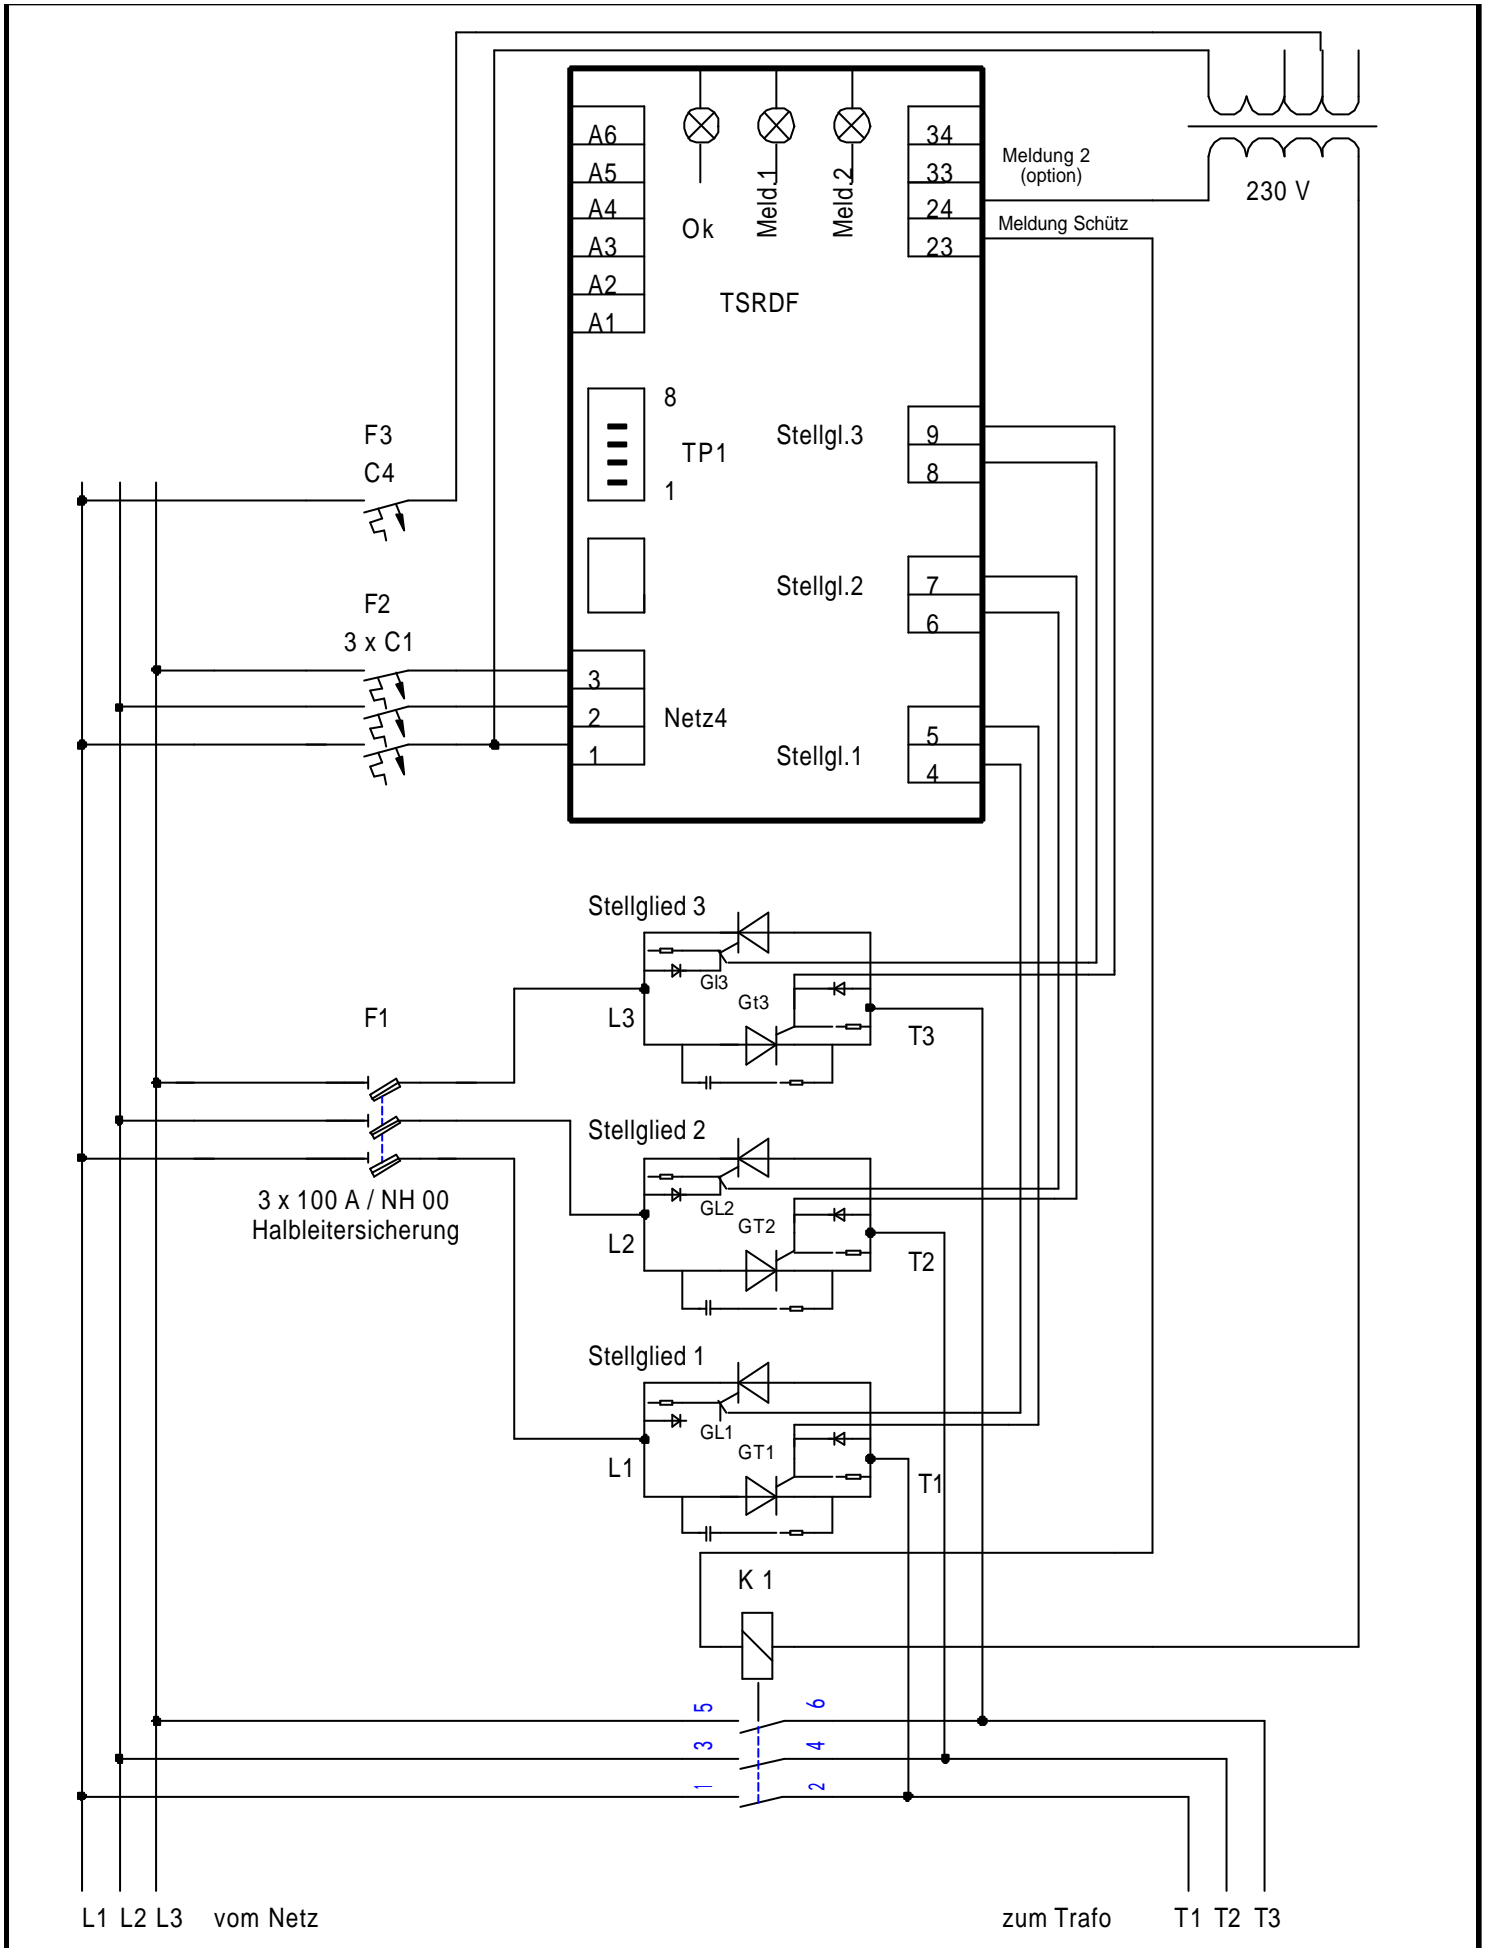 A6
A5
A4
A3
A2
A1
Ok
Meld.1
Meld.2
34
33
24
23
Meldung 2
(option)
Meldung Schütz
230 V
TSRDF
8
TP1
1
F3
C4
Stellgl.3
9
8
F2
3 x C1
Stellgl.2
7
6
3
2
1
Netz4
Stellgl.1
5
4
Stellglied 3
Gl3
Gt3
L3
T3
F1
3 x 100 A / NH 00
Halbleitersicherung
Stellglied 2
GL2
GT2
L2
T2
Stellglied 1
GL1
GT1
L1
T1
K 1
5
6
3
4
1
2
L1 L2 L3 vom Netz
zum Trafo T1 T2 T3